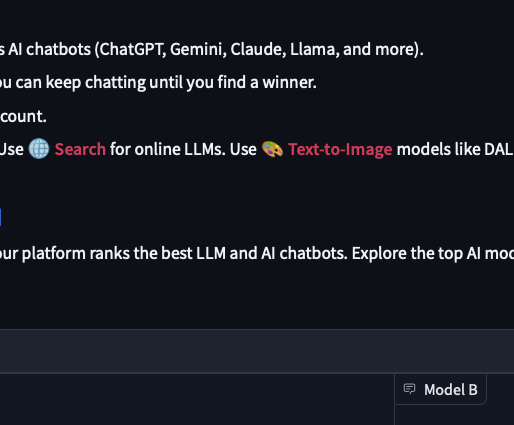 s AI chatbots (ChatGPT, Gemini, Claude, Llama, and more).
ou can keep chatting until you find a winner.
count.
Use 🌐 Search for online LLMs. Use 🎨 Text-to-Image models like DAL
our platform ranks the best LLM and AI chatbots. Explore the top AI mod
Model B